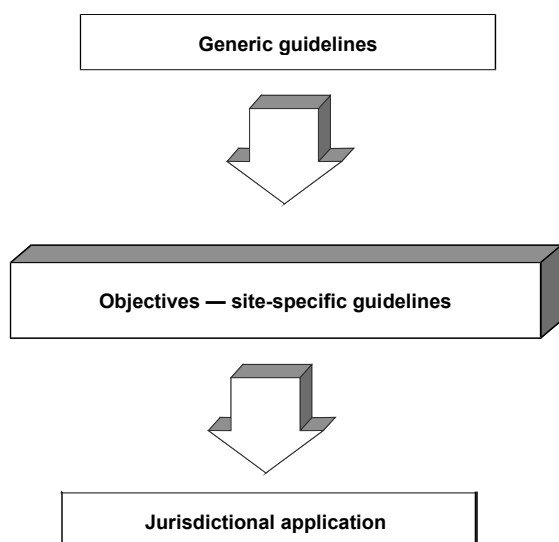 Generic guidelines
Objectives — site-specific guidelines
Jurisdictional application